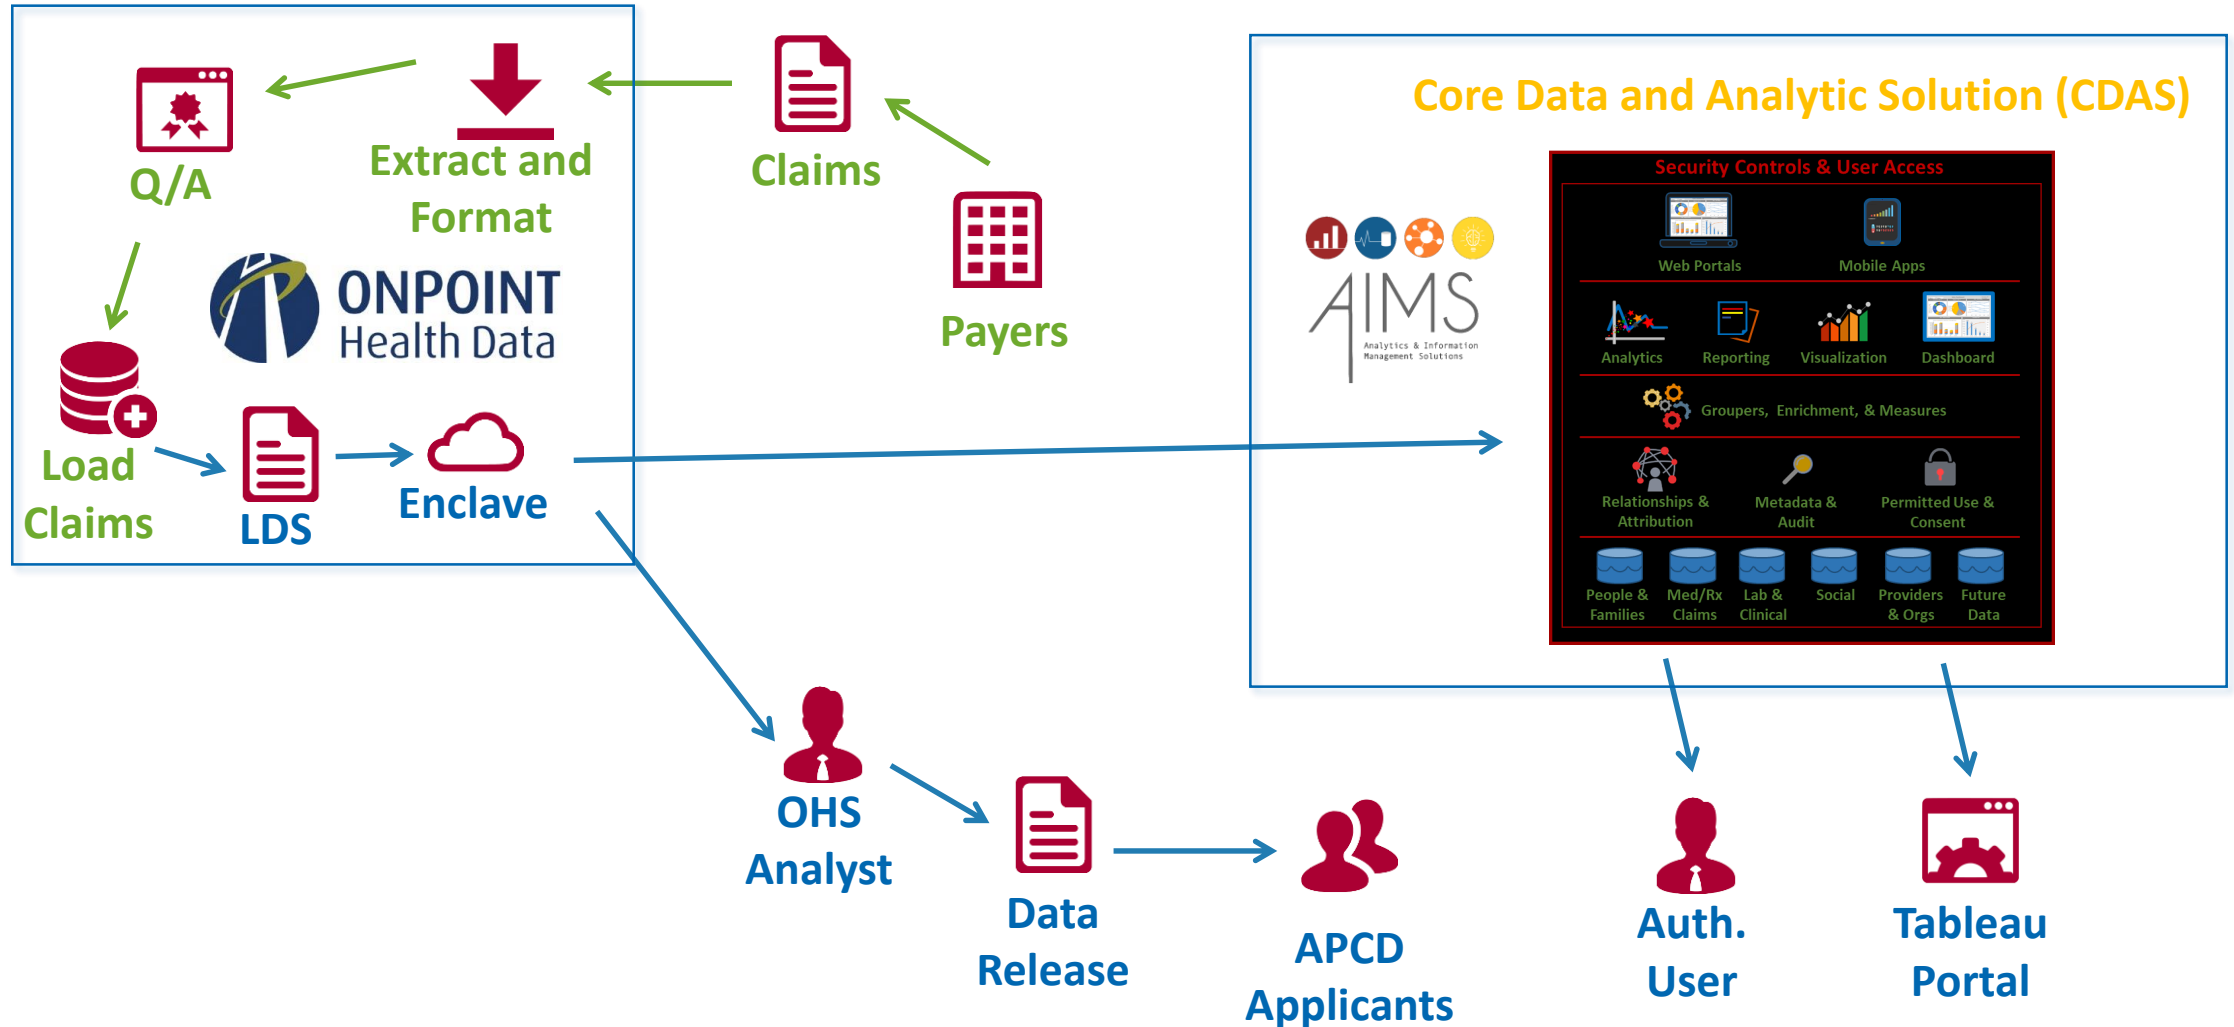 Q/A
Extract and
Format
Claims
Payers
ONPOINT
Health Data
Load
Claims
LDS
Enclave
Core Data and Analytic Solution (CDAS)
AIMS
Analytics & Information
Management Solutions
Security Controls & User Access
Web Portals
Mobile Apps
Analytics
Reporting
Visualization
Dashboard
Groupers, Enrichment, & Measures
Relationships &
Attribution
Metadata &
Audit
Permitted Use &
Consent
People &
Families
Med/Rx
Claims
Lab &
Clinical
Social
Providers
& Orgs
Future
Data
OHS
Analyst
Data
Release
APCD
Applicants
Auth.
User
Tableau
Portal